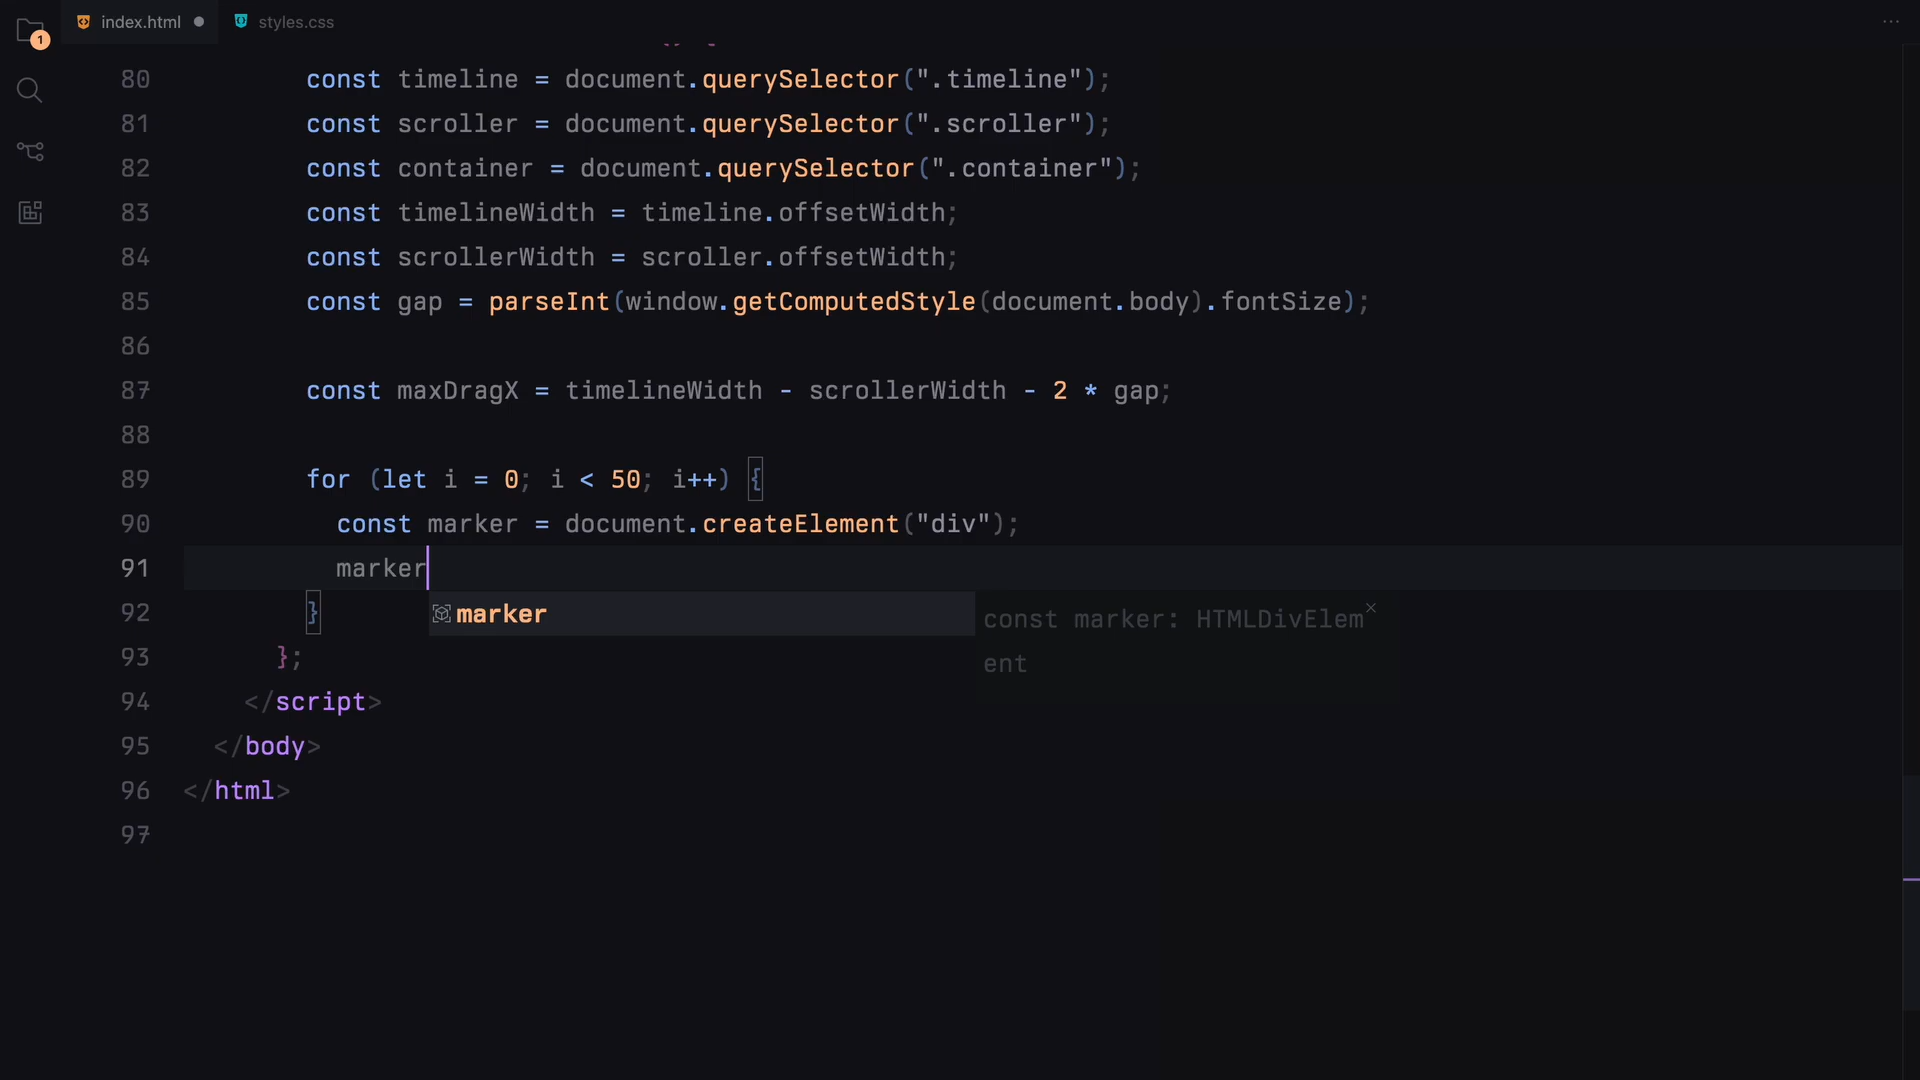 1
index.html
styles.css
80 const timeline = document.querySelector(".timeline");
81 const scroller = document.querySelector(".scroller");
82 const container = document.querySelector(".container");
83 const timelineWidth = timeline.offsetWidth;
84 const scrollerWidth = scroller.offsetWidth;
85 const gap = parseInt(window.getComputedStyle(document.body).fontSize);
86
87 const maxDragX = timelineWidth - scrollerWidth - 2 * gap;
88
89 for (let i = 0; i < 50; i++) {
90 const marker = document.createElement("div");
91 marker
92 }
marker
const marker: HTMLDivElem
ent
93 };
94 </script>
95 </body>
96 </html>
97